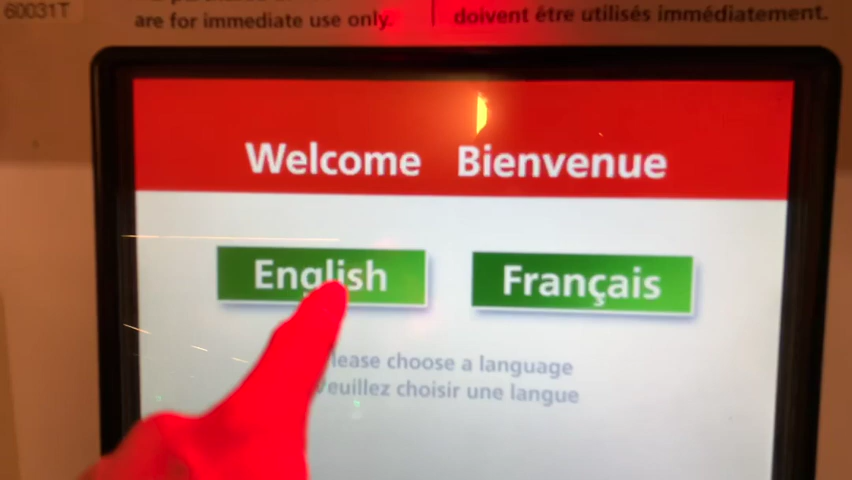 60031T
are for immediate use only.
doivent être utilisés immédiatement.
Welcome Bienvenue
English Français
lease choose a language
euillez choisir une langue